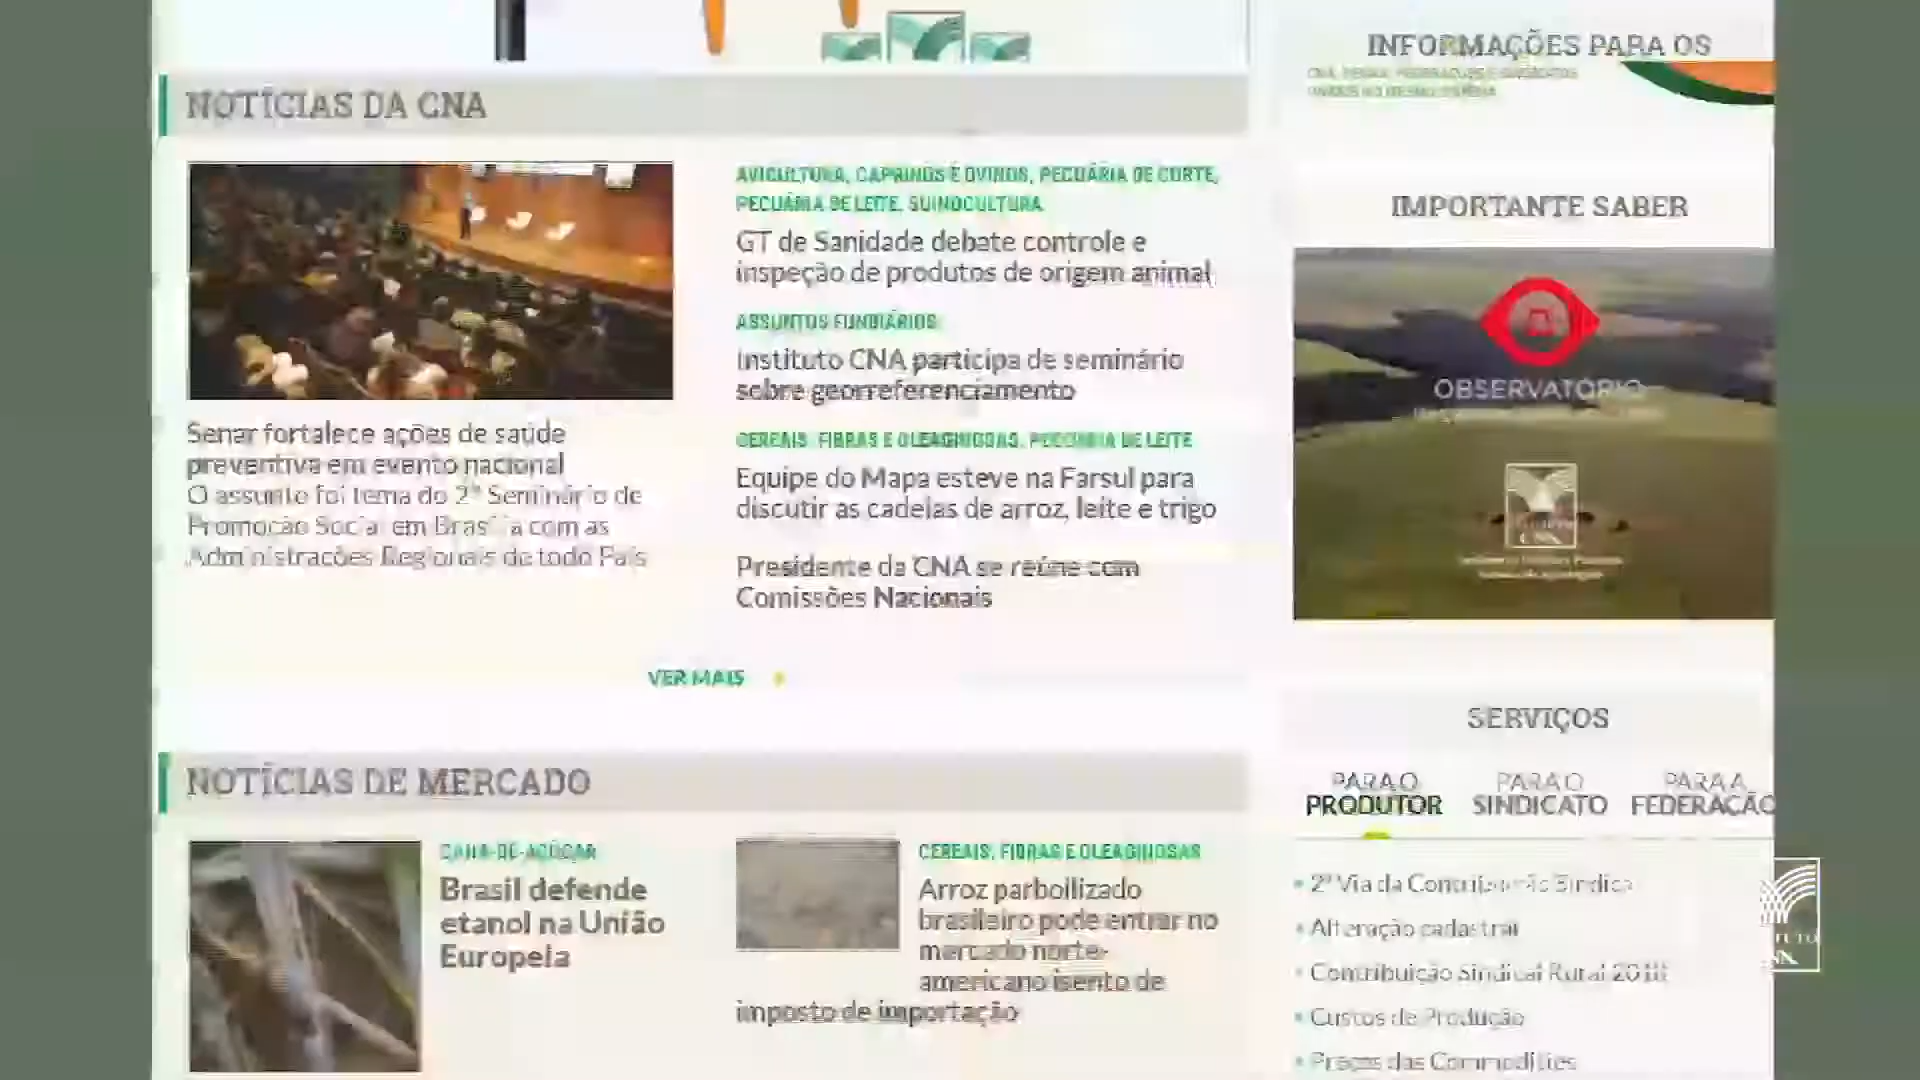 INFORMAÇÕES PARA OS
NOTÍCIAS DA CNA
Senar fortalece ações de saúde
preventiva em evento nacional
O assunto foi tema do 2º Seminário de
Promoção Social em Brasília com as
Administrações Regionais de todo País
AVICULTURA, CAPRINOS E OVINOS, PECUÁRIA DE CORTE,
PECUÁRIA DE LEITE, SUINOCULTURA
GT de Sanidade debate controle e
inspeção de produtos de origem animal
ASSUNTOS FUNDIÁRIOS
Instituto CNA participa de seminário
sobre georreferenciamento
CEREAIS, FIBRAS E OLEAGINOSAS, PECUÁRIA DE LEITE
Equipe do Mapa esteve na Farsul para
discutir as cadeias de arroz, leite e trigo
Presidente da CNA se reúne com
Comissões Nacionais
VER MAIS
IMPORTANTE SABER
OBSERVATÓRIO
CNA
SERVIÇOS
PARA O
PRODUTOR
PARA O
SINDICATO
PARA A
FEDERAÇÃO
2ª Via da Contribuição Sindical
Alteração cadastral
Contribuição Sindical Rural 2018
Custos de Produção
Preços das Commodities
NOTÍCIAS DE MERCADO
CANA-DE-AÇÚCAR
Brasil defende
etanol na União
Europeia
CEREAIS, FIBRAS E OLEAGINOSAS
Arroz parboilizado
brasileiro pode entrar no
mercado norte-
americano isento de
imposto de importação